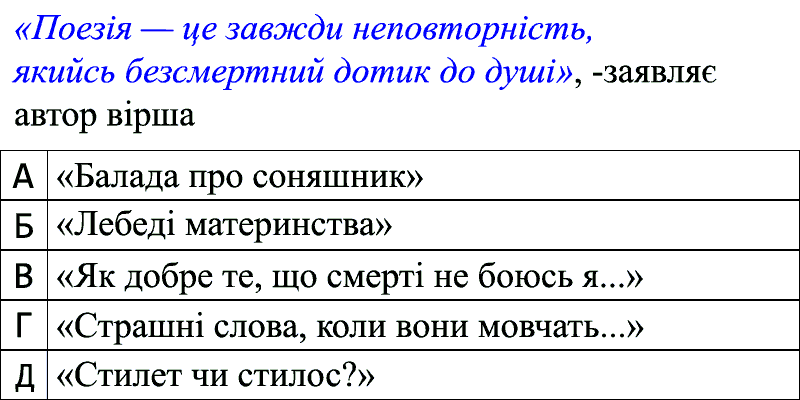 «Поезія — це завжди неповторність,
якийсь безсмертний дотик до душі», -заявляє
автор вірша
А «Балада про соняшник»
Б «Лебеді материнства»
В «Як добре те, що смерті не боюсь я...»
Г «Страшні слова, коли вони мовчать...»
Д «Стилет чи стилос?»